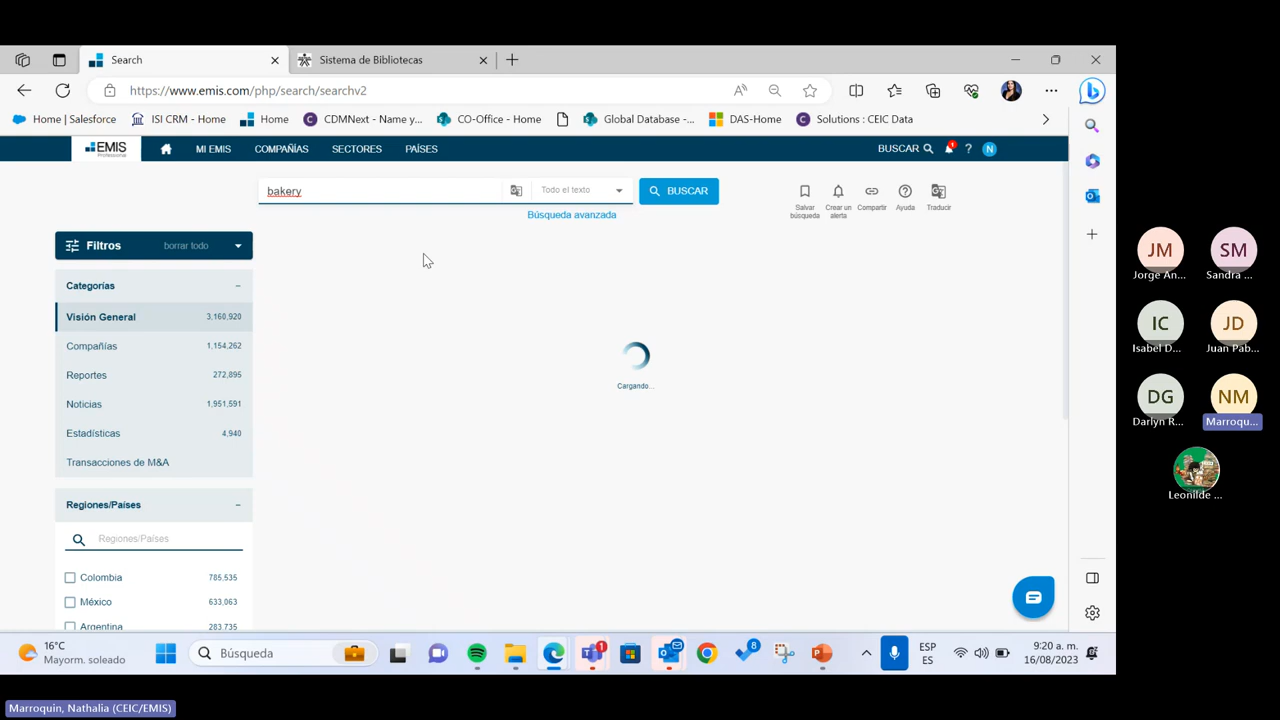 Search
Sistema de Bibliotecas
https://www.emis.com/php/search/searchv2
Home | Salesforce
ISI CRM - Home
Home
CDMNext - Name y...
CO-Office - Home
Global Database -...
DAS-Home
Solutions : CEIC Data
EMIS
Professional
MI EMIS
COMPAÑÍAS
SECTORES
PAÍSES
BUSCAR
1
?
N
bakery
Todo el texto
BUSCAR
Búsqueda avanzada
Salvar búsqueda
Crear un alerta
Compartir
Ayuda
Traducir
Filtros
borrar todo
Categorías
Visión General 3,160,920
Compañías 1,154,262
Reportes 272,895
Noticias 1,951,591
Estadísticas 4,940
Transacciones de M&A
Regiones/Países
Regiones/Países
Colombia 785,535
México 633,063
Argentina 283,735
Cargando...
JM
Jorge An...
SM
Sandra ...
IC
Isabel D...
JD
Juan Pab...
DG
Darlyn R...
NM
Marroqu...
Leonilde ...
16°C
Mayorm. soleado
Búsqueda
1
8
ESP
ES
9:20 a. m.
16/08/2023
Marroquin, Nathalia (CEIC/EMIS)